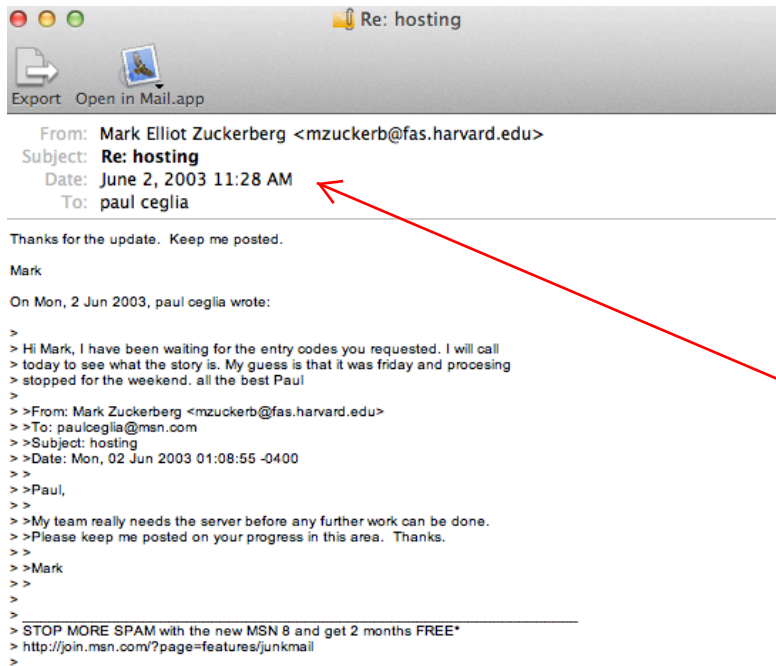 Re: hosting
Export Open in Mail.app
From: Mark Elliot Zuckerberg <mzuckerb@fas.harvard.edu>
Subject: Re: hosting
Date: June 2, 2003 11:28 AM
To: paul ceglia
Thanks for the update. Keep me posted.
Mark
On Mon, 2 Jun 2003, paul ceglia wrote:
>
> Hi Mark, I have been waiting for the entry codes you requested. I will call
> today to see what the story is. My guess is that it was friday and procesing
> stopped for the weekend. all the best Paul
>
> >From: Mark Zuckerberg <mzuckerb@fas.harvard.edu>
> >To: paulceglia@msn.com
> >Subject: hosting
> >Date: Mon, 02 Jun 2003 01:08:55 -0400
> >
> >Paul,
> >
> >My team really needs the server before any further work can be done.
> >Please keep me posted on your progress in this area. Thanks.
> >
> >Mark
> >
>
> _______________________________________________________________
> STOP MORE SPAM with the new MSN 8 and get 2 months FREE*
> http://join.msn.com/?page=features/junkmail
>